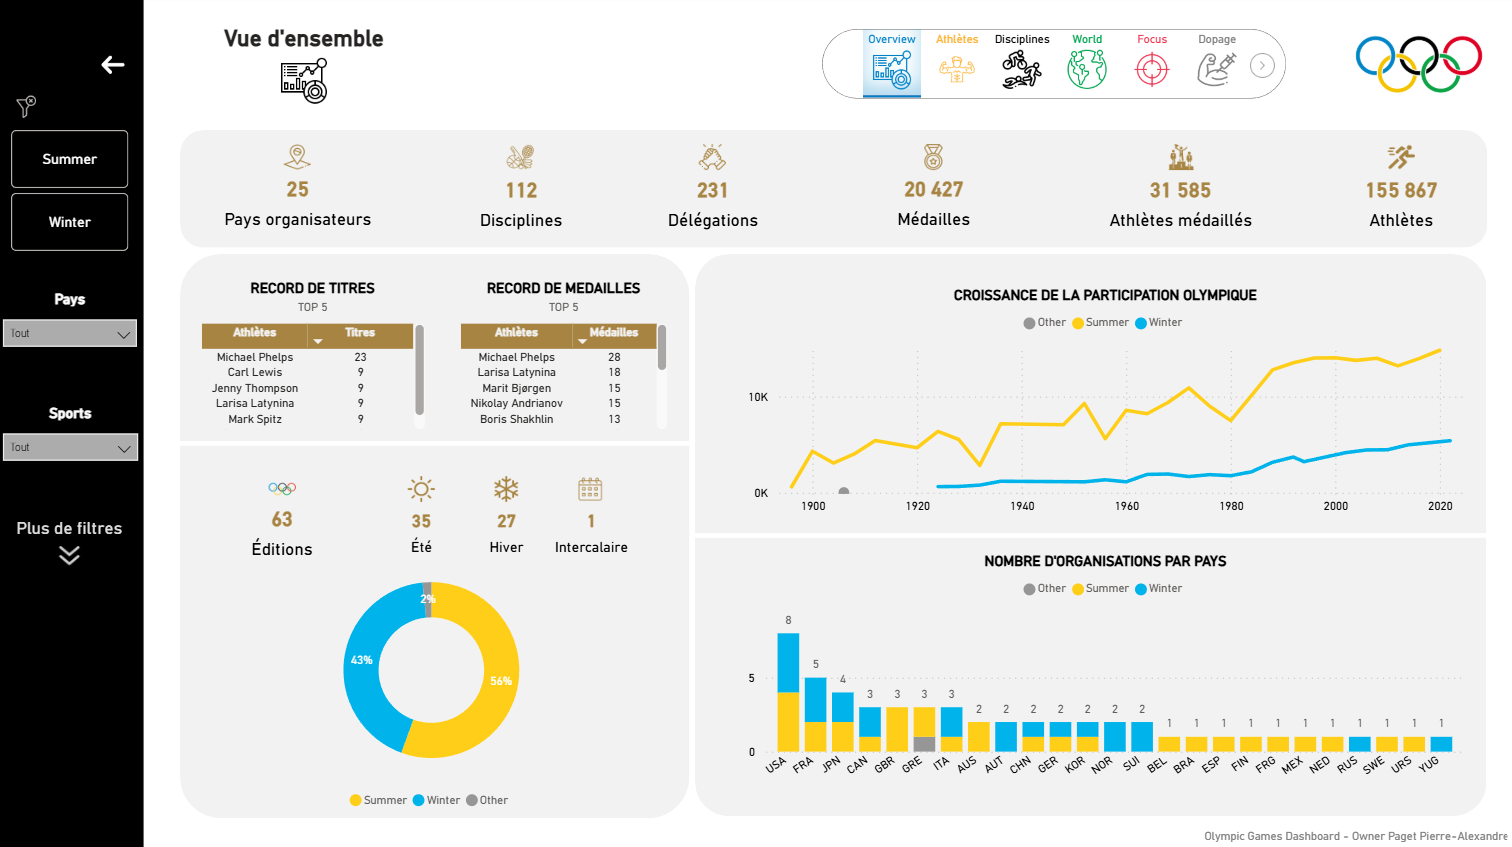 Vue d'ensemble
Overview Athlètes Disciplines World Focus Dopage
Summer
Winter
Pays
Tout
Sports
Tout
Plus de filtres
25 112 231 20 427 31 585 155 867
Pays organisateurs Disciplines Délégations Médailles Athlètes médaillés Athlètes
RECORD DE TITRES
TOP 5
Athlètes Titres
Michael Phelps 23
Carl Lewis 9
Jenny Thompson 9
Larisa Latynina 9
Mark Spitz 9
RECORD DE MEDAILLES
TOP 5
Athlètes Médailles
Michael Phelps 28
Larisa Latynina 18
Marit Bjørgen 15
Nikolay Andrianov 15
Boris Shakhlin 13
63 35 27 1
Éditions Été Hiver Intercalaire
2%
43%
56%
Summer Winter Other
CROISSANCE DE LA PARTICIPATION OLYMPIQUE
Other Summer Winter
10K
0K
1900 1920 1940 1960 1980 2000 2020
NOMBRE D'ORGANISATIONS PAR PAYS
Other Summer Winter
5
0
8 5 4 3 3 3 3 2 2 2 2 2 2 2 1 1 1 1 1 1 1 1 1 1 1
USA FRA JPN CAN GBR GRE ITA AUS AUT CHN GER KOR NOR SUI BEL BRA ESP FIN FRG MEX NED RUS SWE URS YUG
Olympic Games Dashboard - Owner Paget Pierre-Alexandre